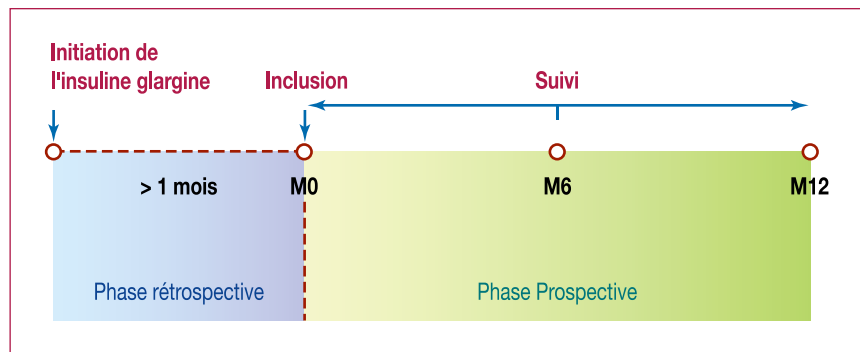 Initiation de
l'insuline glargine
Inclusion
Suivi
> 1 mois
M0
M6
M12
Phase rétrospective
Phase Prospective